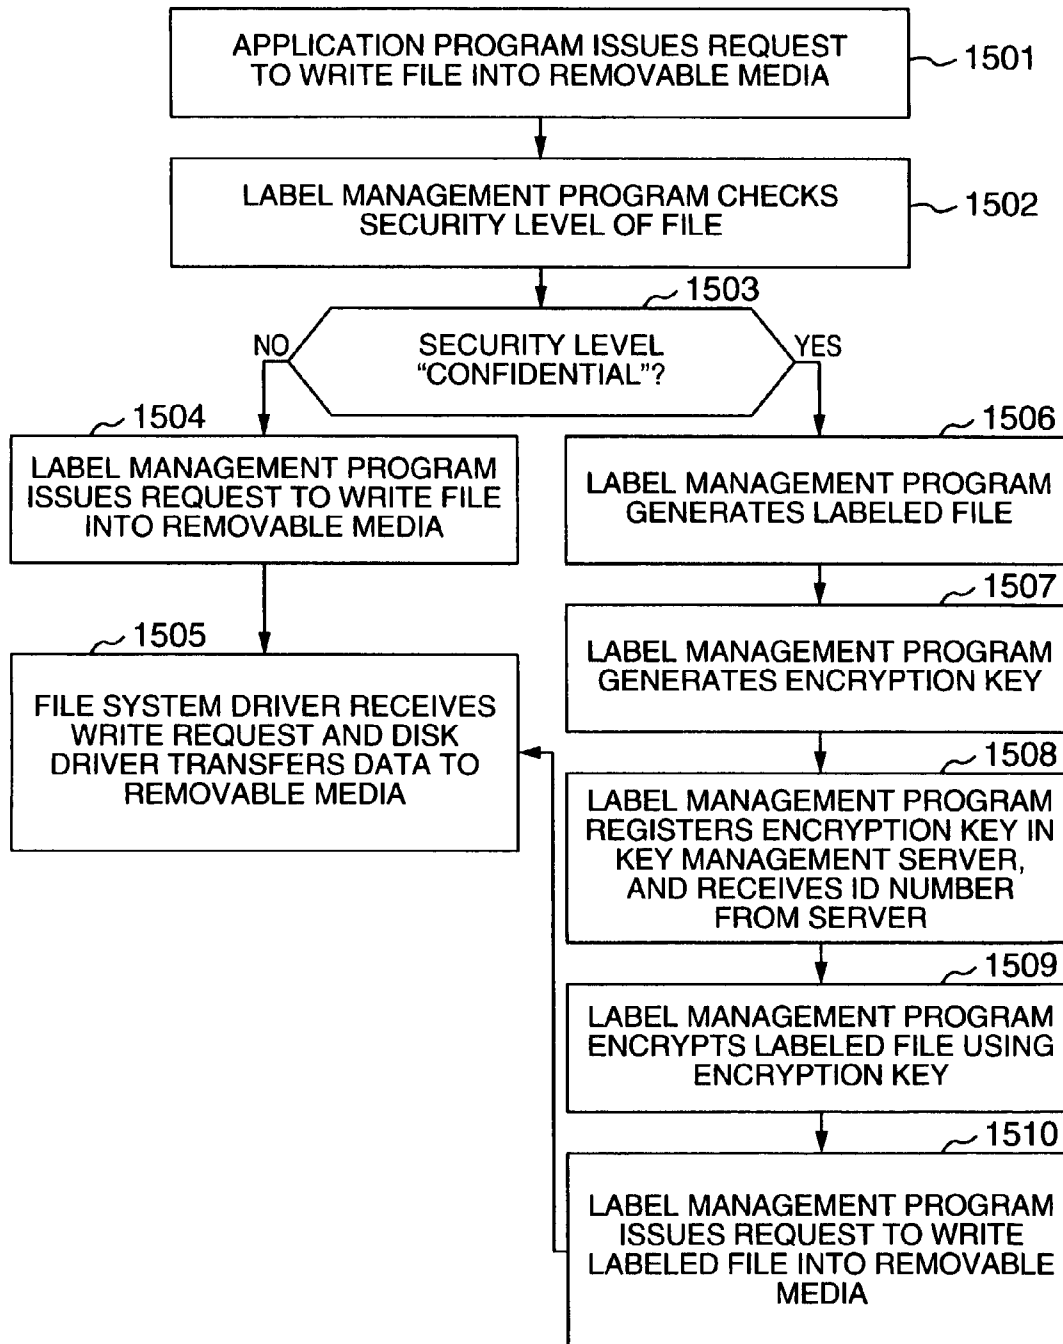 APPLICATION PROGRAM ISSUES REQUEST
TO WRITE FILE INTO REMOVABLE MEDIA
1501
LABEL MANAGEMENT PROGRAM CHECKS
SECURITY LEVEL OF FILE
1502
1503
SECURITY LEVEL
“CONFIDENTIAL”?
NO
YES
1504
LABEL MANAGEMENT PROGRAM
ISSUES REQUEST TO WRITE FILE
INTO REMOVABLE MEDIA
1505
FILE SYSTEM DRIVER RECEIVES
WRITE REQUEST AND DISK
DRIVER TRANSFERS DATA TO
REMOVABLE MEDIA
1506
LABEL MANAGEMENT PROGRAM
GENERATES LABELED FILE
1507
LABEL MANAGEMENT PROGRAM
GENERATES ENCRYPTION KEY
1508
LABEL MANAGEMENT PROGRAM
REGISTERS ENCRYPTION KEY IN
KEY MANAGEMENT SERVER,
AND RECEIVES ID NUMBER
FROM SERVER
1509
LABEL MANAGEMENT PROGRAM
ENCRYPTS LABELED FILE USING
ENCRYPTION KEY
1510
LABEL MANAGEMENT PROGRAM
ISSUES REQUEST TO WRITE
LABELED FILE INTO REMOVABLE
MEDIA